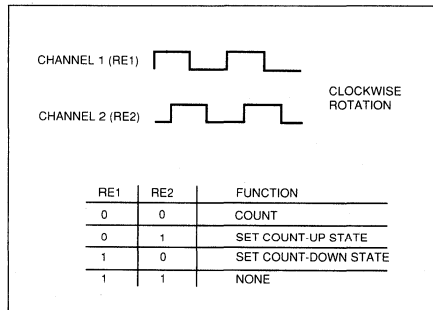 CHANNEL 1 (RE1)
CLOCKWISE
ROTATION
CHANNEL 2 (RE2)
RE1 RE2 FUNCTION
0 0 COUNT
0 1 SET COUNT-UP STATE
1 0 SET COUNT-DOWN STATE
1 1 NONE